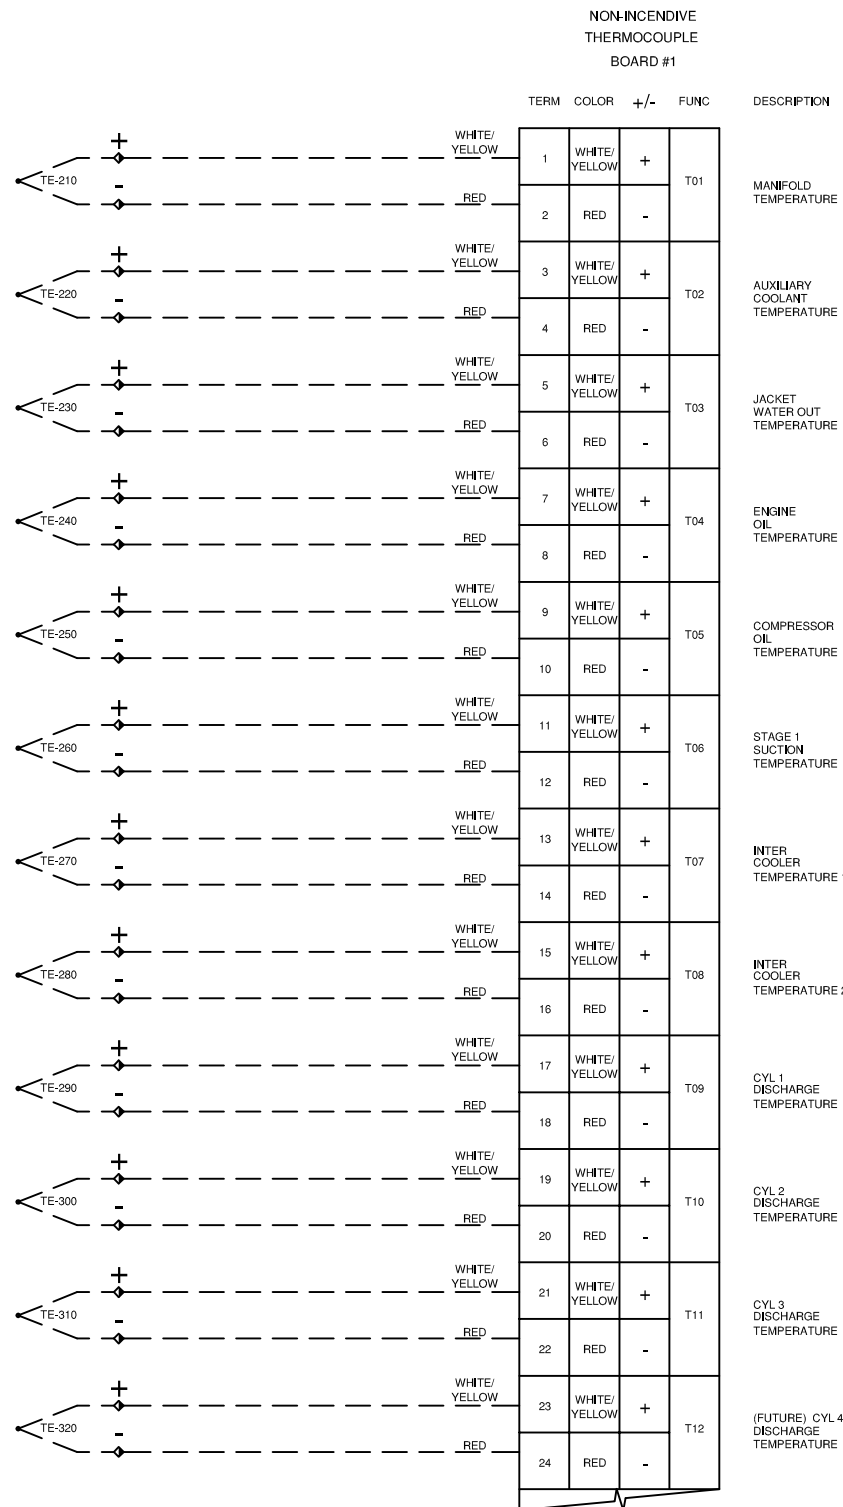 NON-INCENDIVE
THERMOCOUPLE
BOARD #1
TERM COLOR +/- FUNC DESCRIPTION
+
WHITE/
YELLOW
1 WHITE/
YELLOW +
TE-210
T01
MANIFOLD
TEMPERATURE
-
RED
2 RED -
+
WHITE/
YELLOW
3 WHITE/
YELLOW +
TE-220
T02
AUXILIARY
COOLANT
TEMPERATURE
-
RED
4 RED -
+
WHITE/
YELLOW
5 WHITE/
YELLOW +
TE-230
T03
JACKET
WATER OUT
TEMPERATURE
-
RED
6 RED -
+
WHITE/
YELLOW
7 WHITE/
YELLOW +
TE-240
T04
ENGINE
OIL
TEMPERATURE
-
RED
8 RED -
+
WHITE/
YELLOW
9 WHITE/
YELLOW +
TE-250
T05
COMPRESSOR
OIL
TEMPERATURE
-
RED
10 RED -
+
WHITE/
YELLOW
11 WHITE/
YELLOW +
TE-260
T06
STAGE 1
SUCTION
TEMPERATURE
-
RED
12 RED -
+
WHITE/
YELLOW
13 WHITE/
YELLOW +
TE-270
T07
INTER
COOLER
TEMPERATURE 1
-
RED
14 RED -
+
WHITE/
YELLOW
15 WHITE/
YELLOW +
TE-280
T08
INTER
COOLER
TEMPERATURE 2
-
RED
16 RED -
+
WHITE/
YELLOW
17 WHITE/
YELLOW +
TE-290
T09
CYL 1
DISCHARGE
TEMPERATURE
-
RED
18 RED -
+
WHITE/
YELLOW
19 WHITE/
YELLOW +
TE-300
T10
CYL 2
DISCHARGE
TEMPERATURE
-
RED
20 RED -
+
WHITE/
YELLOW
21 WHITE/
YELLOW +
TE-310
T11
CYL 3
DISCHARGE
TEMPERATURE
-
RED
22 RED -
+
WHITE/
YELLOW
23 WHITE/
YELLOW +
TE-320
T12
(FUTURE) CYL 4
DISCHARGE
TEMPERATURE
-
RED
24 RED -